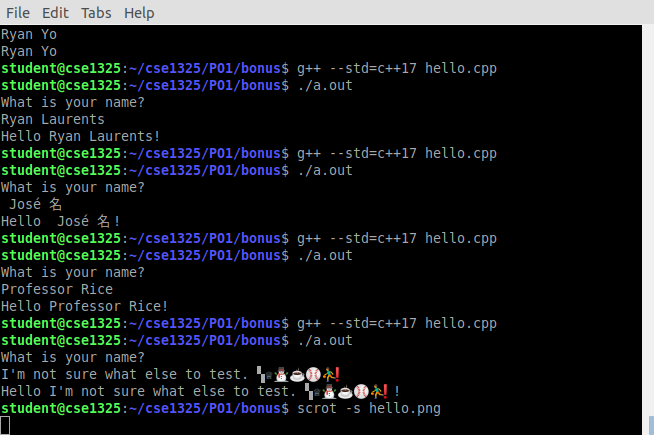 File Edit Tabs Help
Ryan Yo
Ryan Yo
student@cse1325:~/cse1325/P01/bonus$ g++ --std=c++17 hello.cpp
student@cse1325:~/cse1325/P01/bonus$ ./a.out
What is your name?
Ryan Laurents
Hello Ryan Laurents!
student@cse1325:~/cse1325/P01/bonus$ g++ --std=c++17 hello.cpp
student@cse1325:~/cse1325/P01/bonus$ ./a.out
What is your name?
 José 名
Hello  José 名!
student@cse1325:~/cse1325/P01/bonus$ g++ --std=c++17 hello.cpp
student@cse1325:~/cse1325/P01/bonus$ ./a.out
What is your name?
Professor Rice
Hello Professor Rice!
student@cse1325:~/cse1325/P01/bonus$ g++ --std=c++17 hello.cpp
student@cse1325:~/cse1325/P01/bonus$ ./a.out
What is your name?
I'm not sure what else to test. ▚♕⛄☕⚾⛹❗
Hello I'm not sure what else to test. ▚♕⛄☕⚾⛹❗!
student@cse1325:~/cse1325/P01/bonus$ scrot -s hello.png